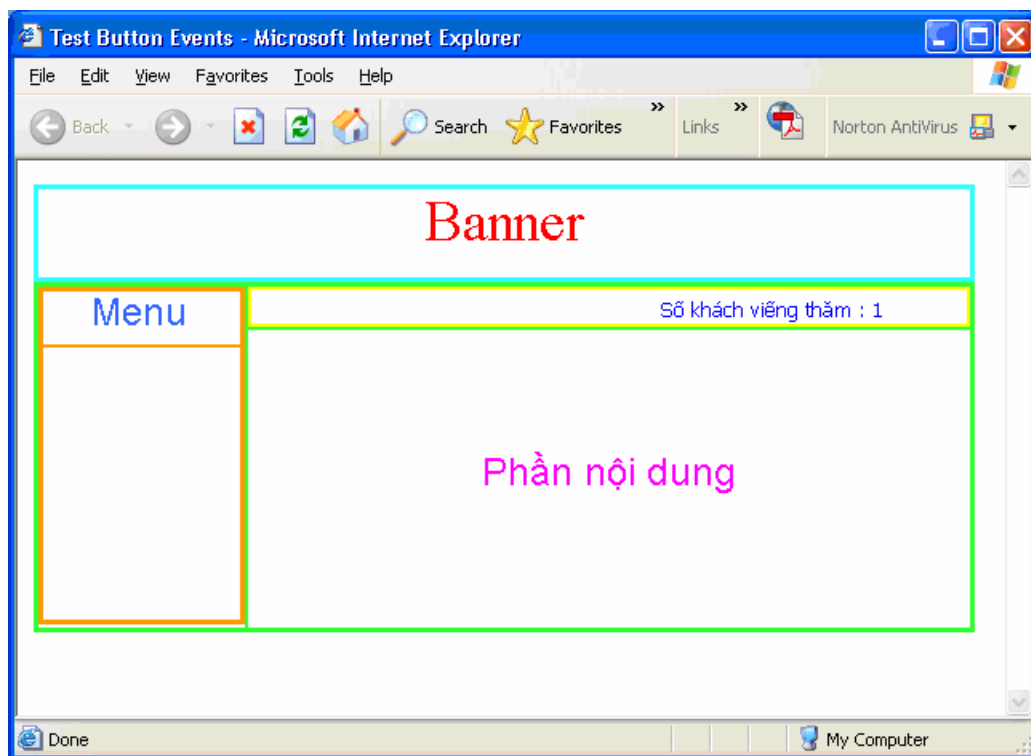 Test Button Events - Microsoft Internet Explorer
File Edit View Favorites Tools Help
Back Search Favorites » Links » Norton AntiVirus
Banner
Menu
Số khách viếng thăm : 1
Phần nội dung
Done My Computer